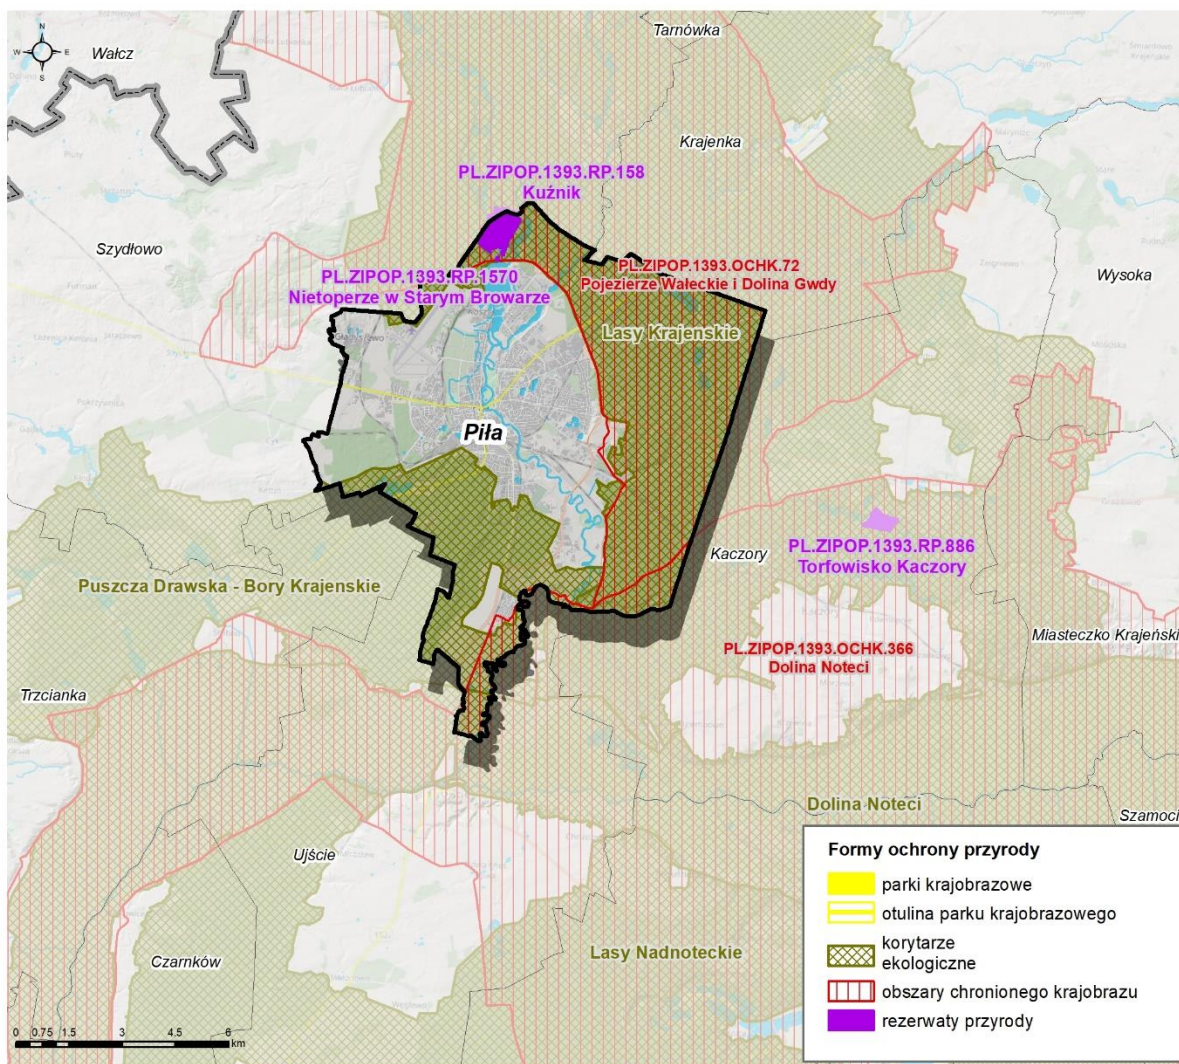 N
W E
S
Wałcz
Tarnówka
Krajenka
PL.ZIPOP.1393.RP.158
Kuźnik
Szydłowo
PL.ZIPOP.1393.RP.1570
Nietoperze w Starym Browarze
PL.ZIPOP.1393.OCHK.72
Pojezierze Wałeckie i Dolina Gwdy
Wysoka
Lasy Krajenskie
Piła
Kaczory
PL.ZIPOP.1393.RP.886
Torfowisko Kaczory
Puszcza Drawska - Bory Krajenskie
Miasteczko Krajeński
PL.ZIPOP.1393.OCHK.366
Dolina Noteci
Trzcianka
Dolina Noteci
Szamoci
Ujście
Czarnków
Lasy Nadnoteckie
Formy ochrony przyrody
parki krajobrazowe
otulina parku krajobrazowego
korytarze
ekologiczne
obszary chronionego krajobrazu
rezerwaty przyrody
0 0.75 1.5 3 4.5 6
km